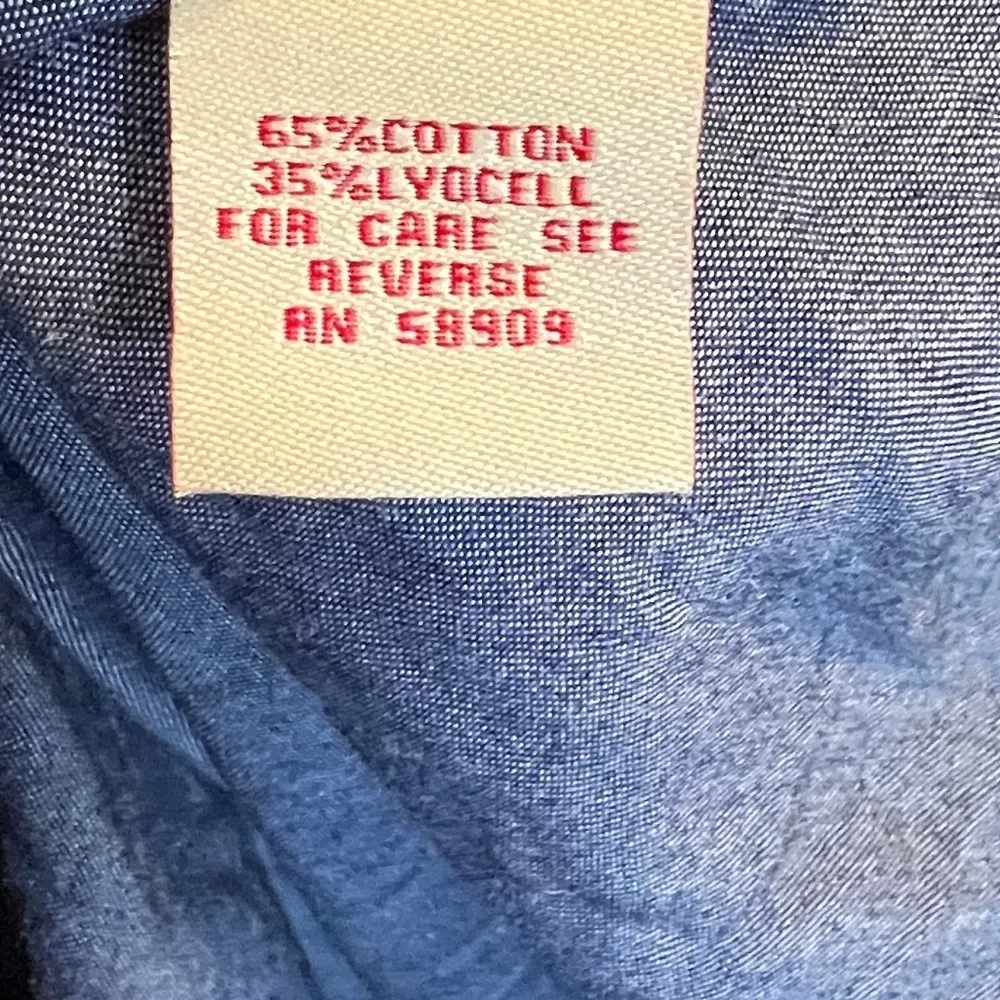 65%COTTON
35%LYOCELL
FOR CARE SEE
REVERSE
RN 58909